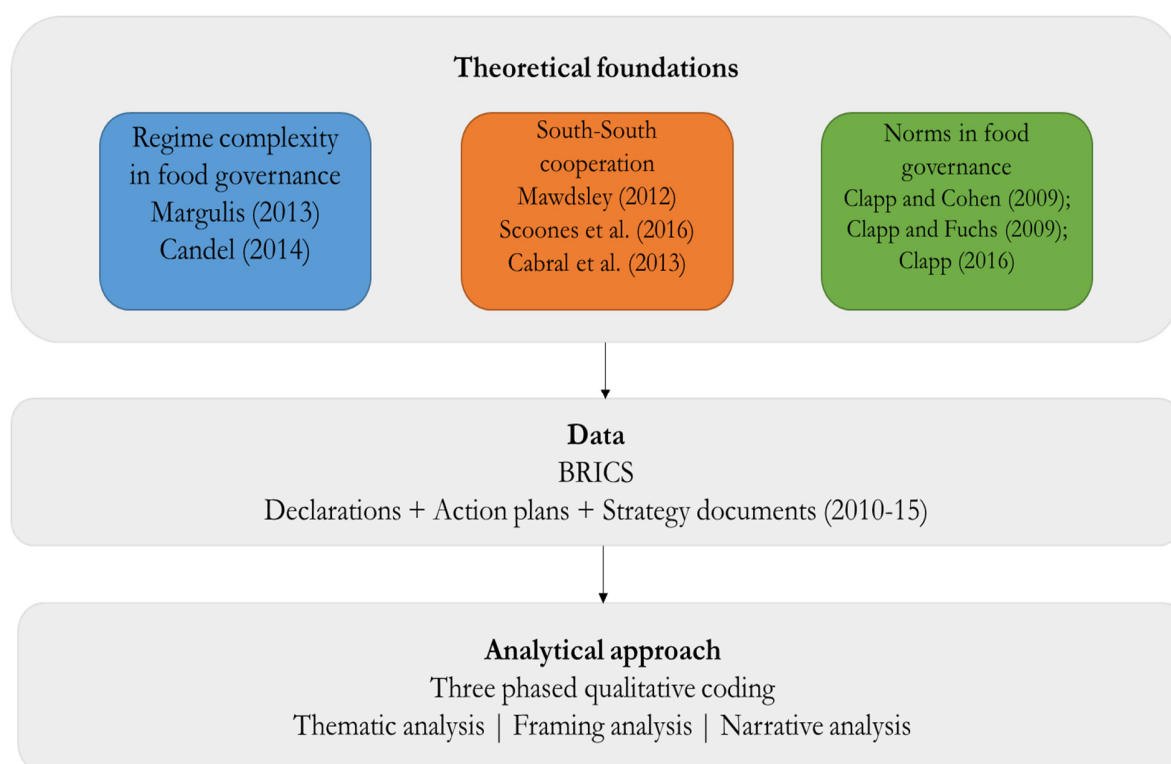 Theoretical foundations
Regime complexity
in food governance
Margulis (2013)
Candel (2014)
South-South
cooperation
Mawdsley (2012)
Scoones et al. (2016)
Cabral et al. (2013)
Norms in food
governance
Clapp and Cohen (2009);
Clapp and Fuchs (2009);
Clapp (2016)
Data
BRICS
Declarations + Action plans + Strategy documents (2010-15)
Analytical approach
Three phased qualitative coding
Thematic analysis | Framing analysis | Narrative analysis